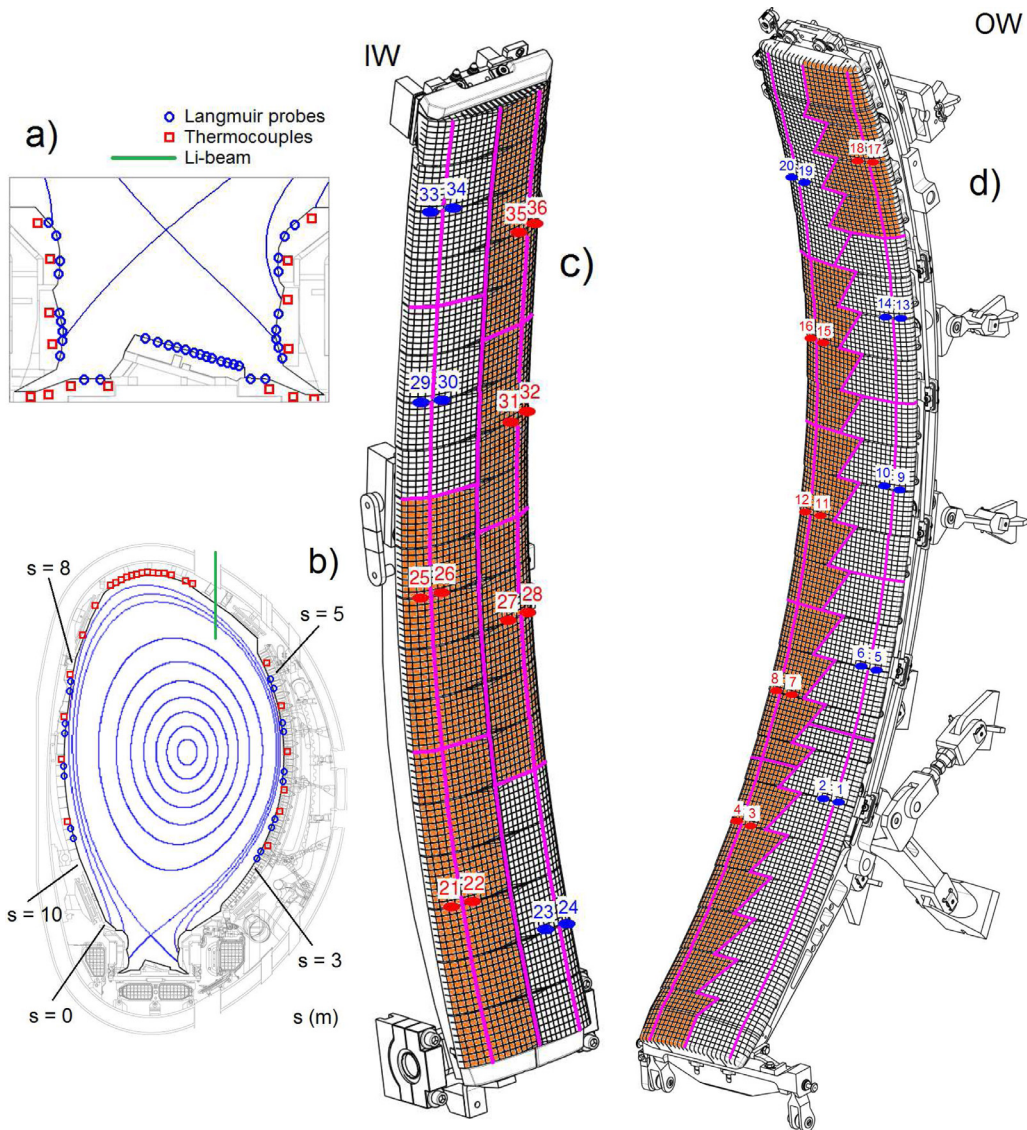 IW
OW
a)
Langmuir probes
Thermocouples
Li-beam
b)
s = 8
s = 5
s = 10
s = 3
s = 0
s (m)
c)
33 34
35 36
29 30
31 32
25 26
27 28
21 22
23 24
d)
18 17
20 19
14 13
16 15
10 9
12 11
6 5
8 7
2 1
4 3